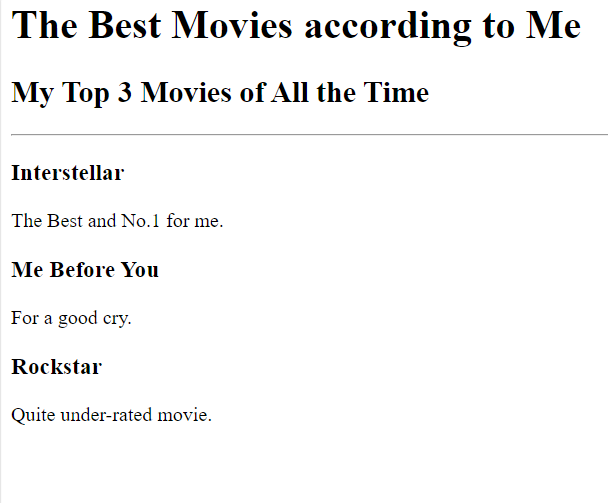 The Best Movies according to Me
My Top 3 Movies of All the Time
Interstellar
The Best and No.1 for me.
Me Before You
For a good cry.
Rockstar
Quite under-rated movie.